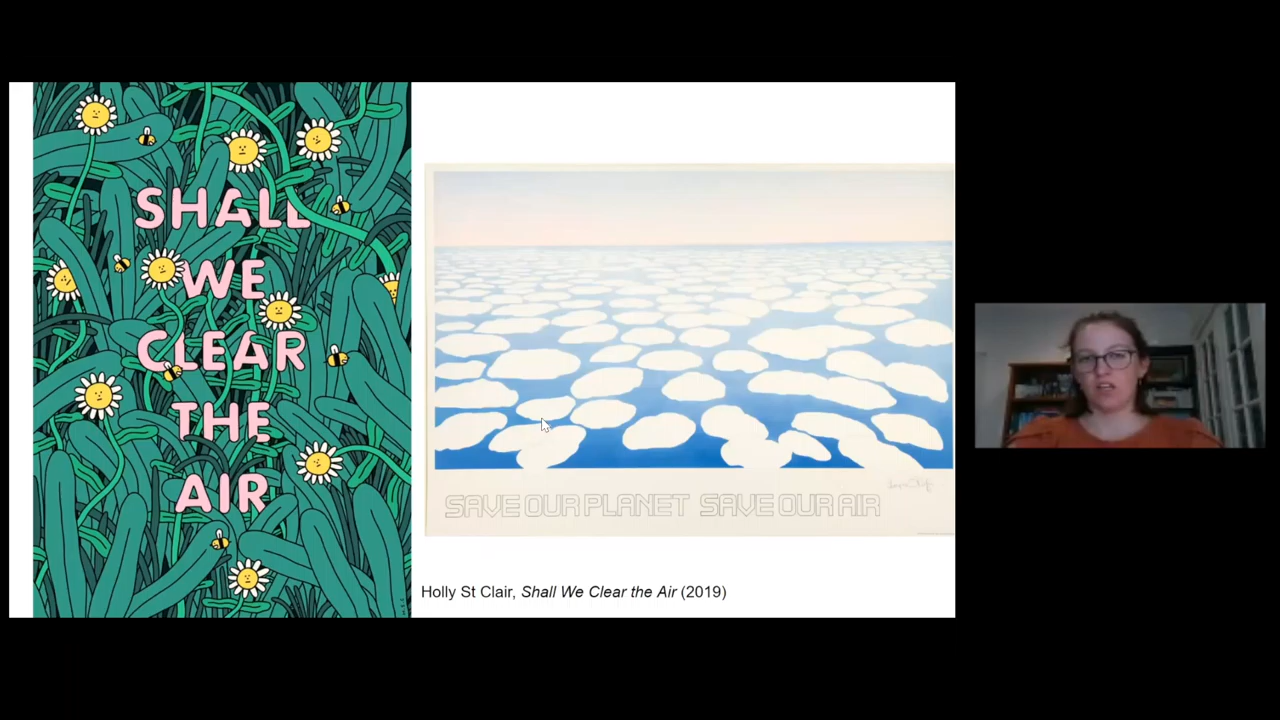 SHALL
WE
CLEAR
THE
AIR
SAVE OUR PLANET SAVE OUR AIR
Holly St Clair, Shall We Clear the Air (2019)